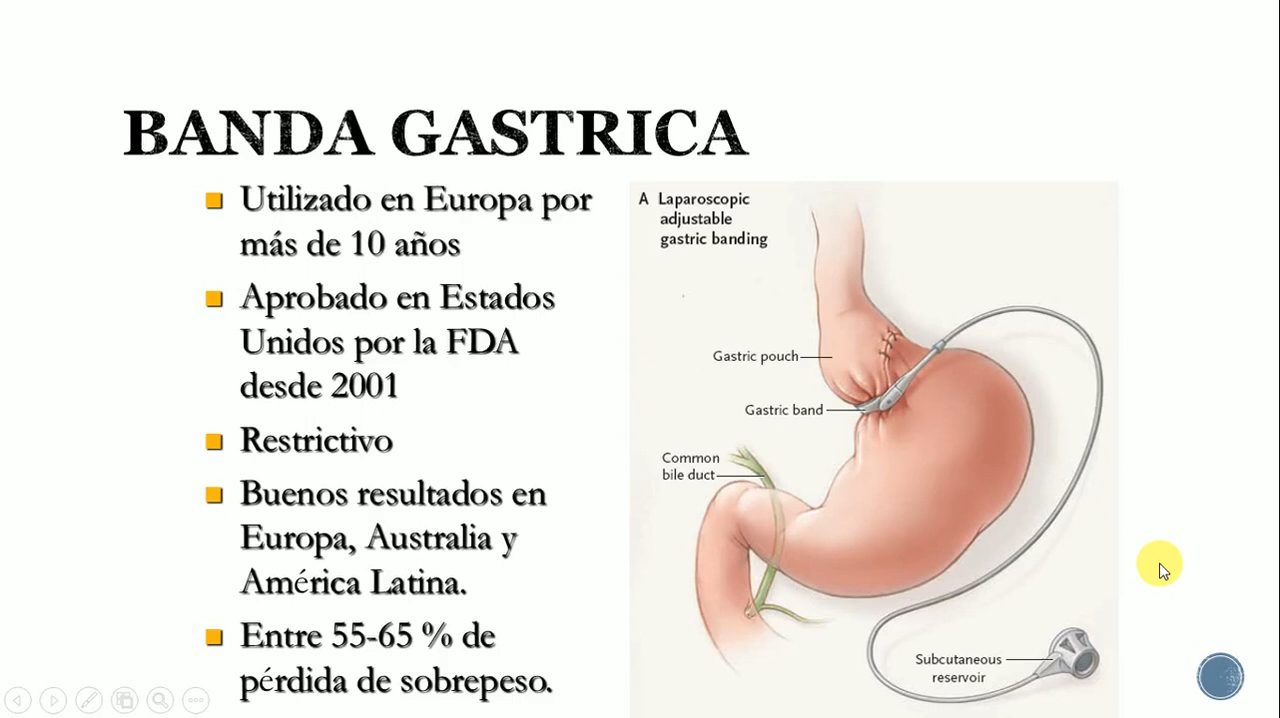 BANDA GASTRICA
Utilizado en Europa por
más de 10 años
Aprobado en Estados
Unidos por la FDA
desde 2001
Restrictivo
Buenos resultados en
Europa, Australia y
América Latina.
Entre 55-65 % de
pérdida de sobrepeso.
A Laparoscopic
adjustable
gastric banding
Gastric pouch
Gastric band
Common
bile duct
Subcutaneous
reservoir